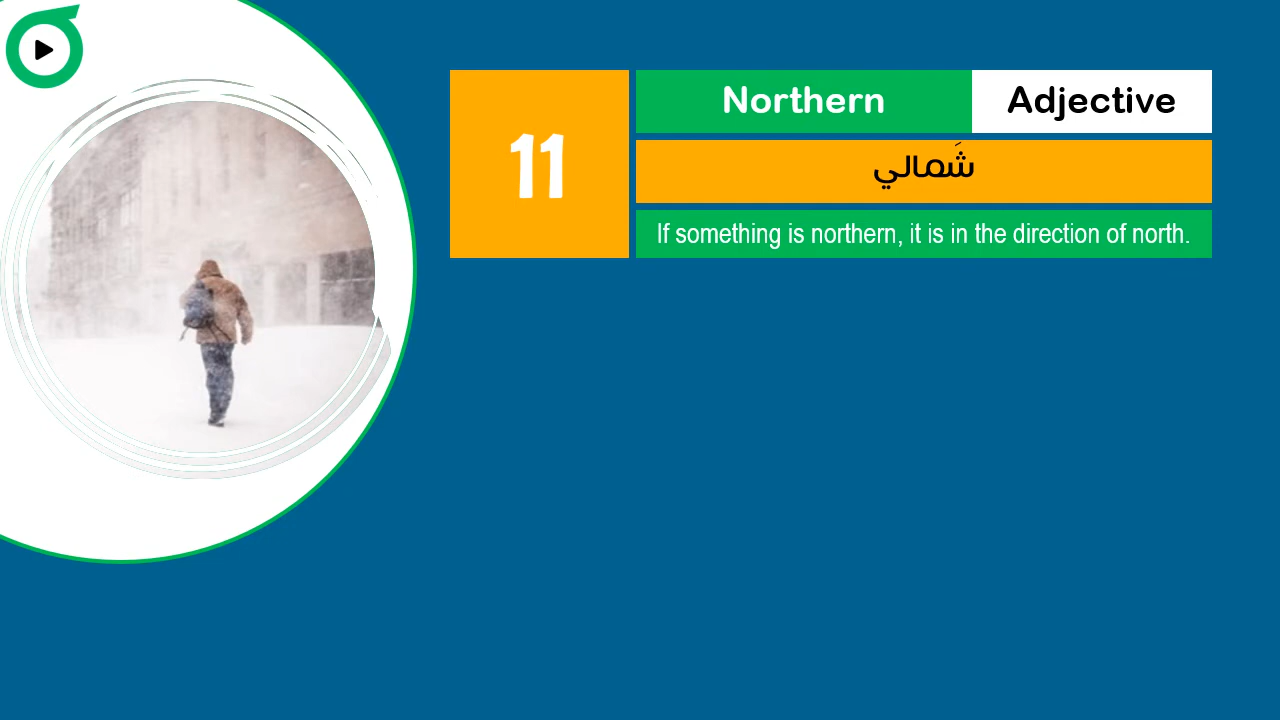 11
Northern
Adjective
شَمالي
If something is northern, it is in the direction of north.